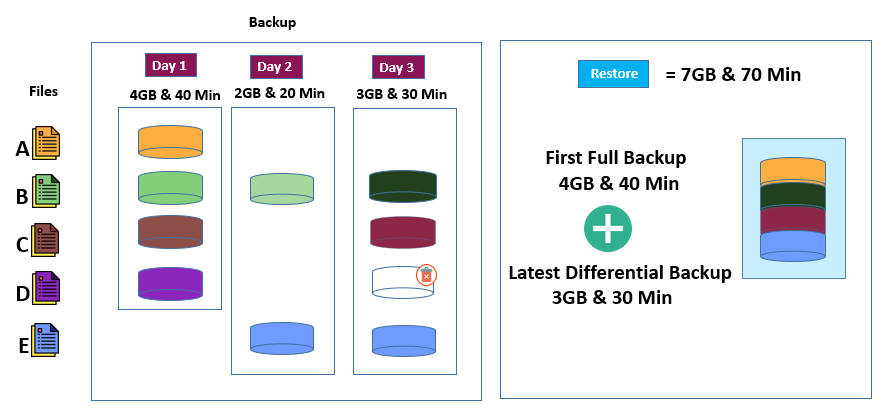 Backup
Day 1
Day 2
Day 3
Files
4GB & 40 Min
2GB & 20 Min
3GB & 30 Min
A
B
C
D
E
Restore = 7GB & 70 Min
First Full Backup
4GB & 40 Min
Latest Differential Backup
3GB & 30 Min